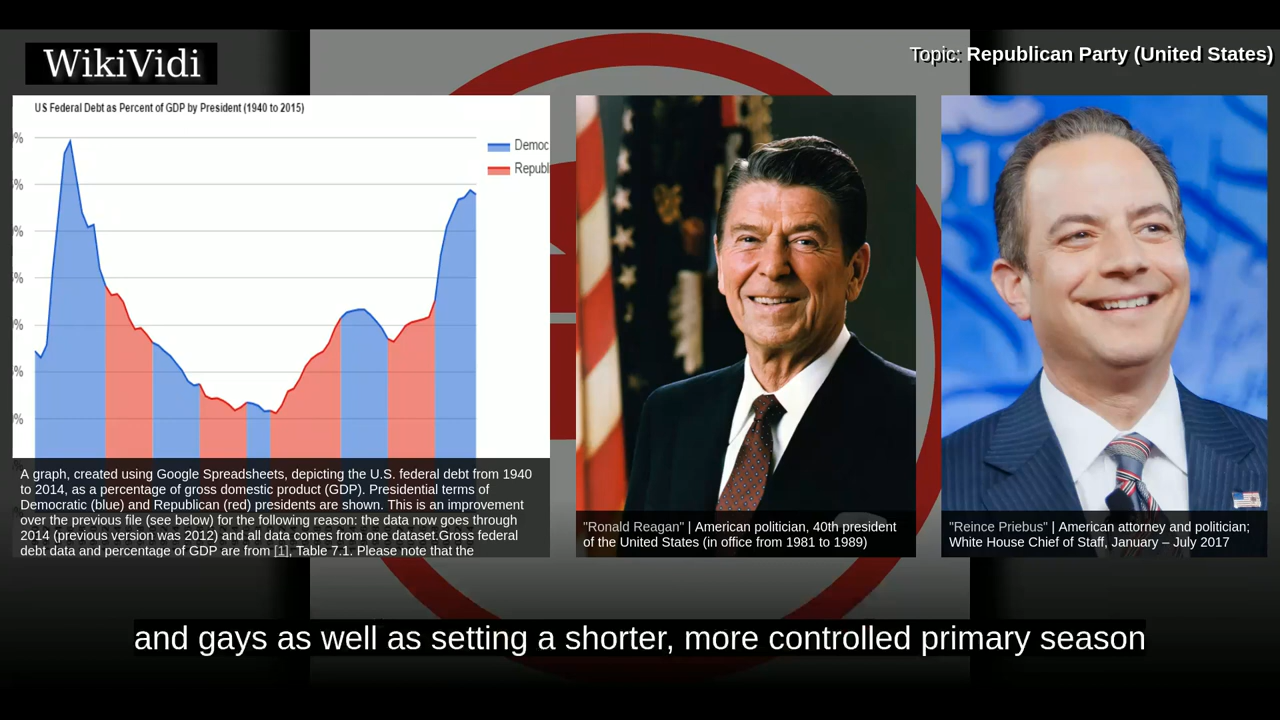 WikiVidi
Topic: Republican Party (United States)
US Federal Debt as Percent of GDP by President (1940 to 2015)
Democ
Republ
A graph, created using Google Spreadsheets, depicting the U.S. federal debt from 1940
to 2014, as a percentage of gross domestic product (GDP). Presidential terms of
Democratic (blue) and Republican (red) presidents are shown. This is an improvement
over the previous file (see below) for the following reason: the data now goes through
2014 (previous version was 2012) and all data comes from one dataset.Gross federal
debt data and percentage of GDP are from [1], Table 7.1. Please note that the
"Ronald Reagan" | American politician, 40th president
of the United States (in office from 1981 to 1989)
"Reince Priebus" | American attorney and politician;
White House Chief of Staff, January – July 2017
and gays as well as setting a shorter, more controlled primary season